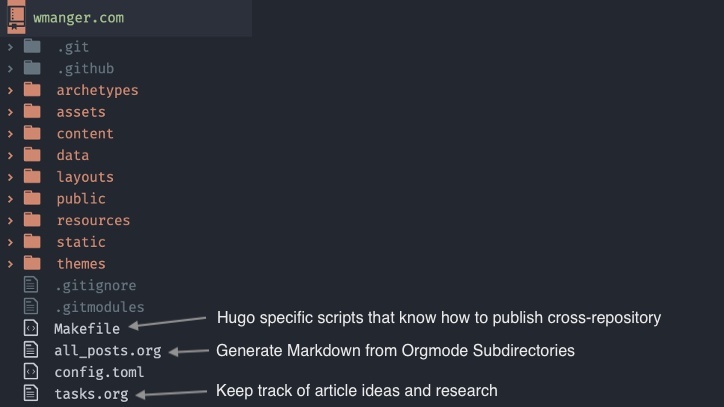 wmanger.com
.git
.github
archetypes
assets
content
data
layouts
public
resources
static
themes
.gitignore
.gitmodules
Makefile Hugo specific scripts that know how to publish cross-repository
all_posts.org Generate Markdown from Orgmode Subdirectories
config.toml
tasks.org Keep track of article ideas and research